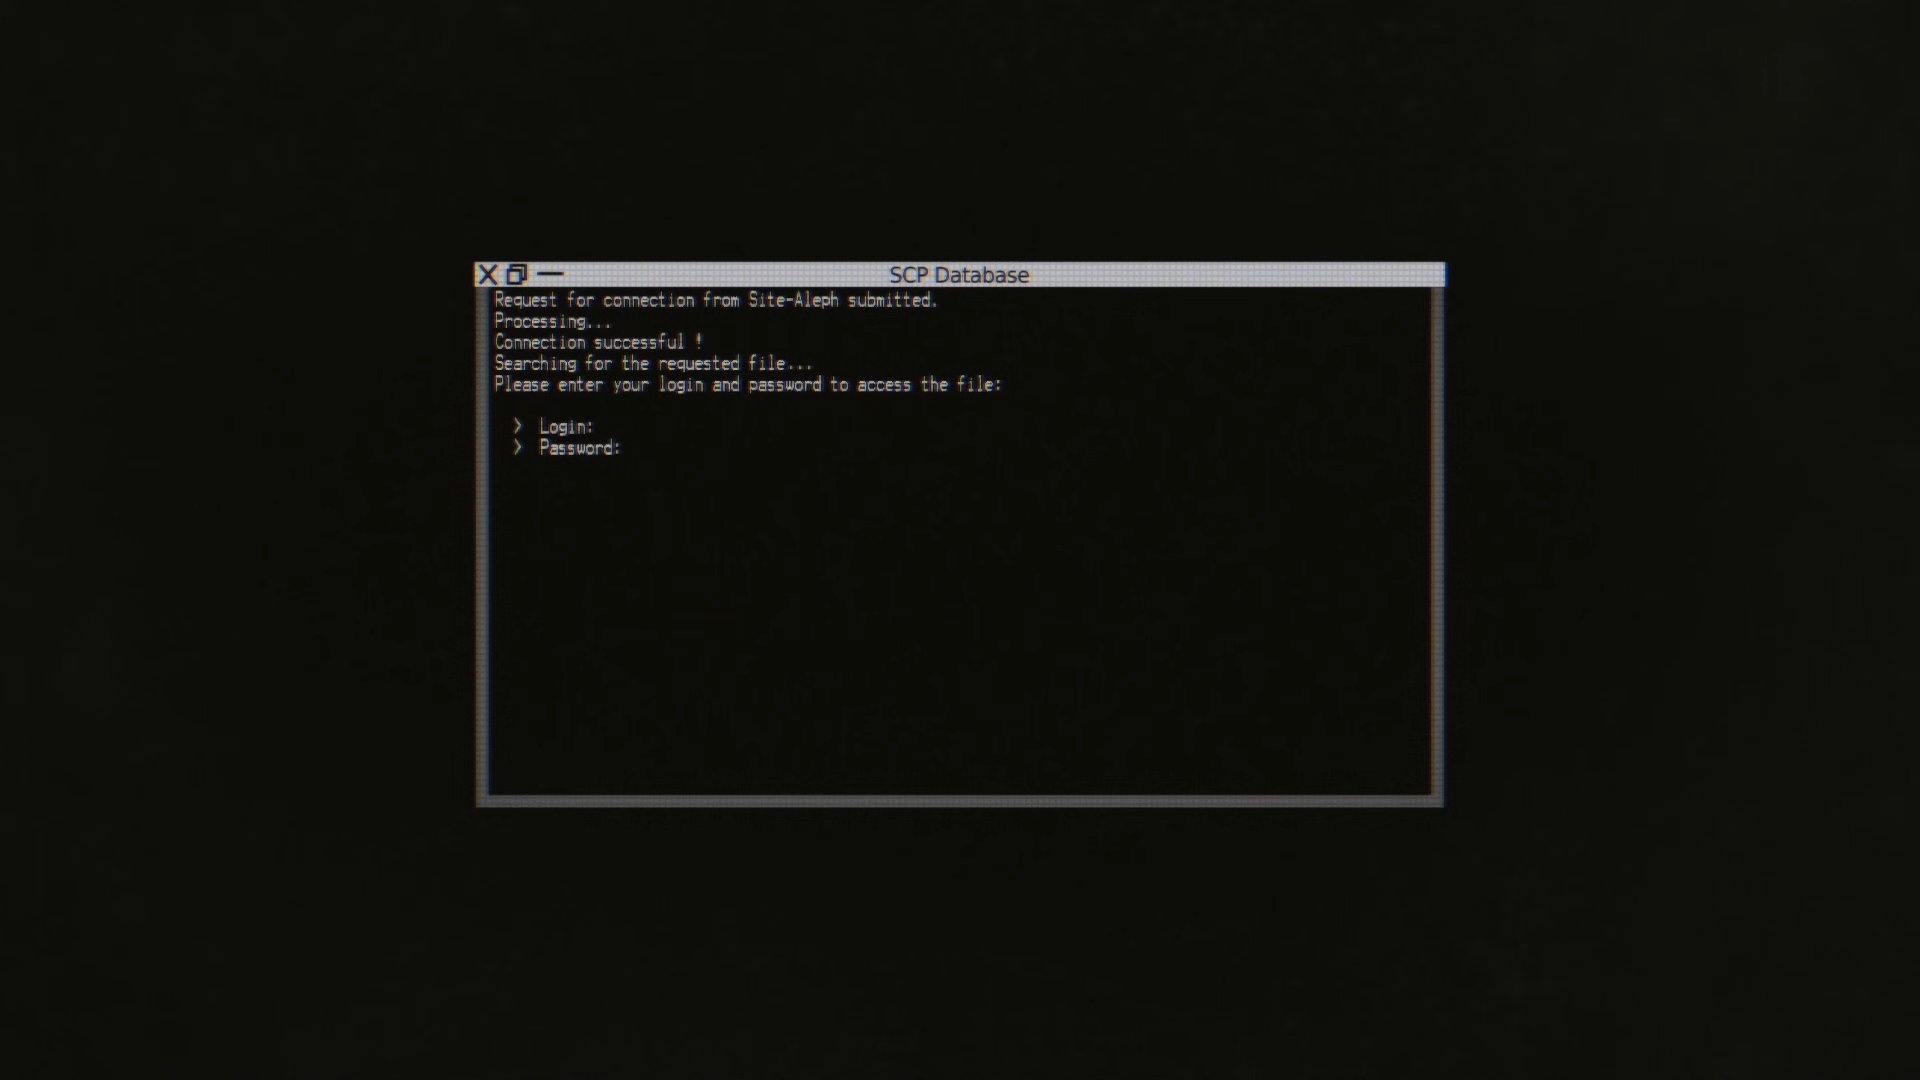 SCP Database
Request for connection from Site-Aleph submitted.
Processing...
Connection successful !
Searching for the requested file...
Please enter your login and password to access the file:
> Login:
> Password: